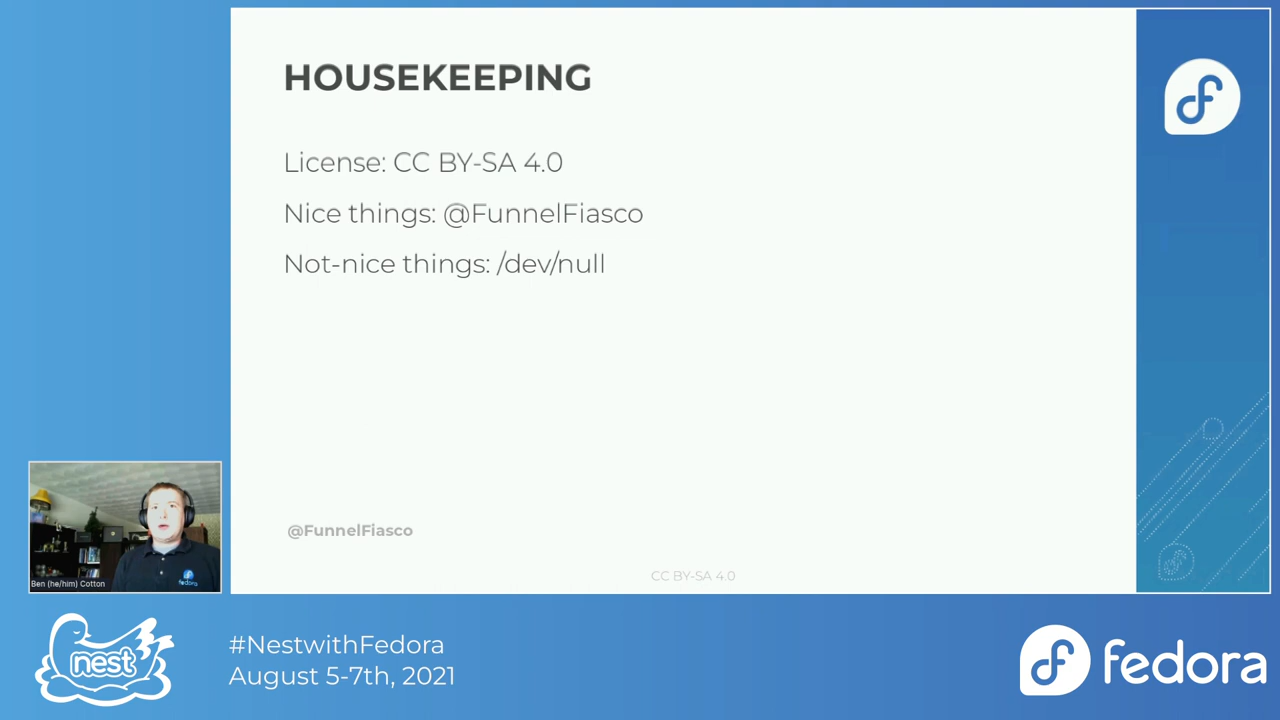 HOUSEKEEPING
License: CC BY-SA 4.0
Nice things: @FunnelFiasco
Not-nice things: /dev/null
@FunnelFiasco
CC BY-SA 4.0
fedora
Ben (he/him) Cotton
nest
#NestwithFedora
August 5-7th, 2021
fedora